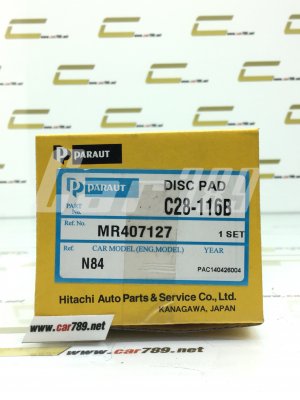 CAR789.net
PARAUT
PARAUT
DISC PAD
PART No. C28-116B
Ref. No. MR407127 1 SET
Ref. CAR MODEL (ENG,MODEL) YEAR
N84
PAC140426004
Hitachi Auto Parts & Service Co., Ltd.
KANAGAWA, JAPAN
www.car789.net